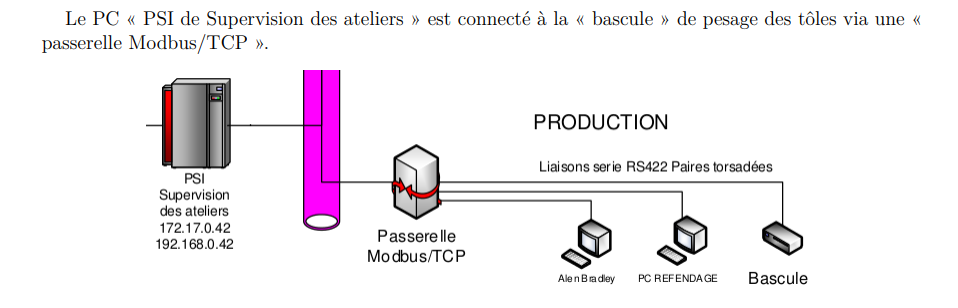 Le PC « PSI de Supervision des ateliers » est connecté à la « bascule » de pesage des tôles via une «
passerelle Modbus/TCP ».
PRODUCTION
Liaisons serie RS422 Paires torsadées
PSI
Supervision
des ateliers
172.17.0.42
192.168.0.42
Passerelle
Modbus/TCP
Alen Bradley
PC REFENDAGE
Bascule